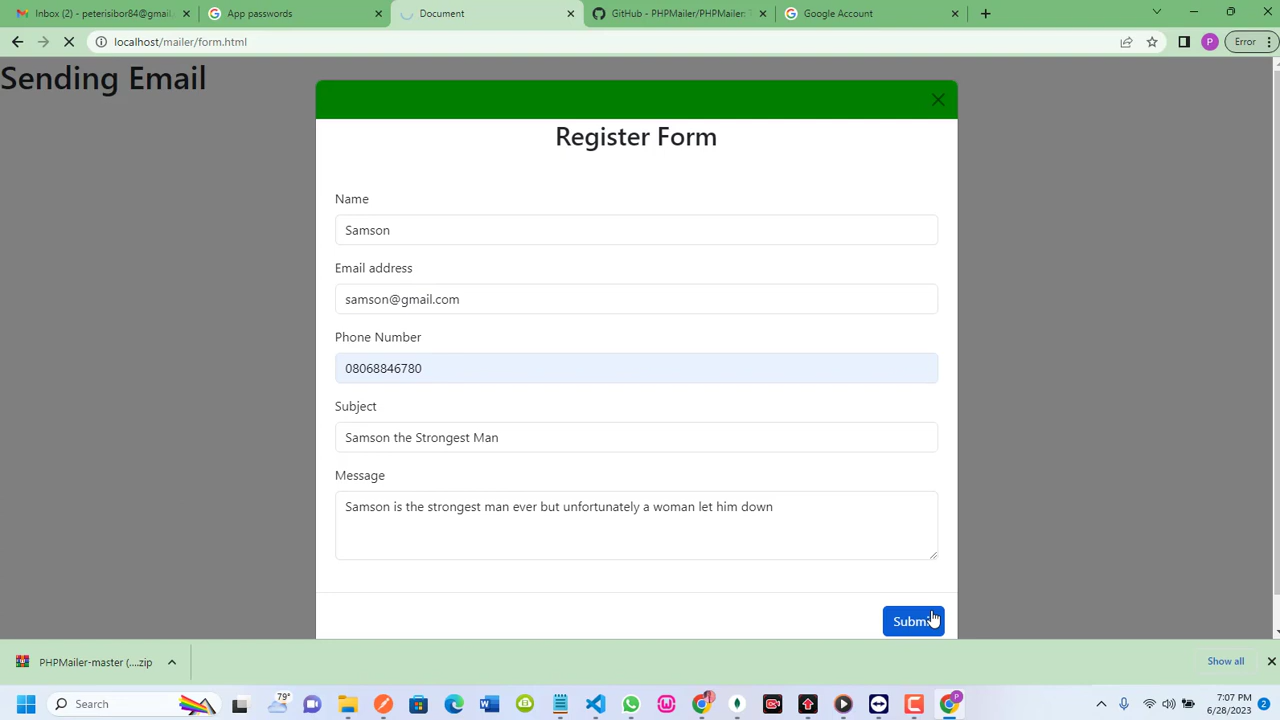 Inbox (2) - peterisibor84@gmail.
App passwords
Document
GitHub - PHPMailer/PHPMailer: T
Google Account
localhost/mailer/form.html
P
Error
Sending Email
Register Form
Name
Samson
Email address
samson@gmail.com
Phone Number
08068846780
Subject
Samson the Strongest Man
Message
Samson is the strongest man ever but unfortunately a woman let him down
Subm
PHPMailer-master (....zip
Show all
Search
79°
7:07 PM
6/28/2023
2